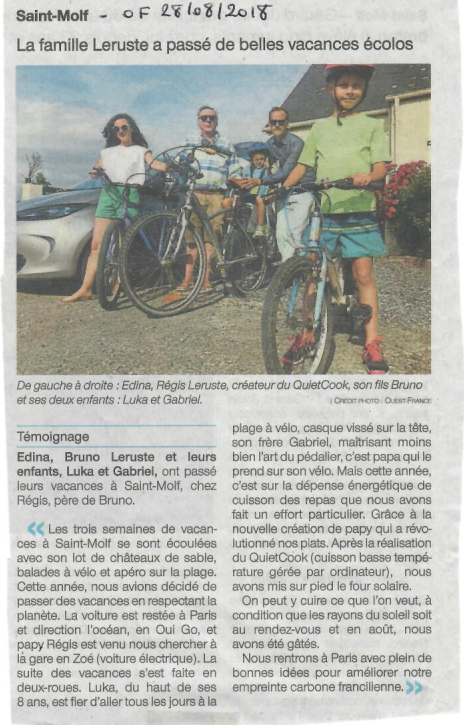 Saint-Molf - OF 28/08/2018
La famille Leruste a passé de belles vacances écolos
De gauche à droite : Edina, Régis Leruste, créateur du QuietCook, son fils Bruno
et ses deux enfants : Luka et Gabriel.
| CRÉDIT PHOTO : OUEST-FRANCE
Témoignage
Edina, Bruno Leruste et leurs
enfants, Luka et Gabriel, ont passé
leurs vacances à Saint-Molf, chez
Régis, père de Bruno.
« Les trois semaines de vacan-
ces à Saint-Molf se sont écoulées
avec son lot de châteaux de sable,
balades à vélo et apéro sur la plage.
Cette année, nous avions décidé de
passer des vacances en respectant la
planète. La voiture est restée à Paris
et direction l'océan, en Oui Go, et
papy Régis est venu nous chercher à
la gare en Zoé (voiture électrique). La
suite des vacances s'est faite en
deux-roues. Luka, du haut de ses
8 ans, est fier d'aller tous les jours à la
plage à vélo, casque vissé sur la tête,
son frère Gabriel, maîtrisant moins
bien l'art du pédalier, c'est papa qui le
prend sur son vélo. Mais cette année,
c'est sur la dépense énergétique de
cuisson des repas que nous avons
fait un effort particulier. Grâce à la
nouvelle création de papy qui a révo-
lutionné nos plats. Après la réalisation
du QuietCook (cuisson basse tempé-
rature gérée par ordinateur), nous
avons mis sur pied le four solaire.
On peut y cuire ce que l'on veut, à
condition que les rayons du soleil soit
au rendez-vous et en août, nous
avons été gâtés.
Nous rentrons à Paris avec plein de
bonnes idées pour améliorer notre
empreinte carbone francilienne. »